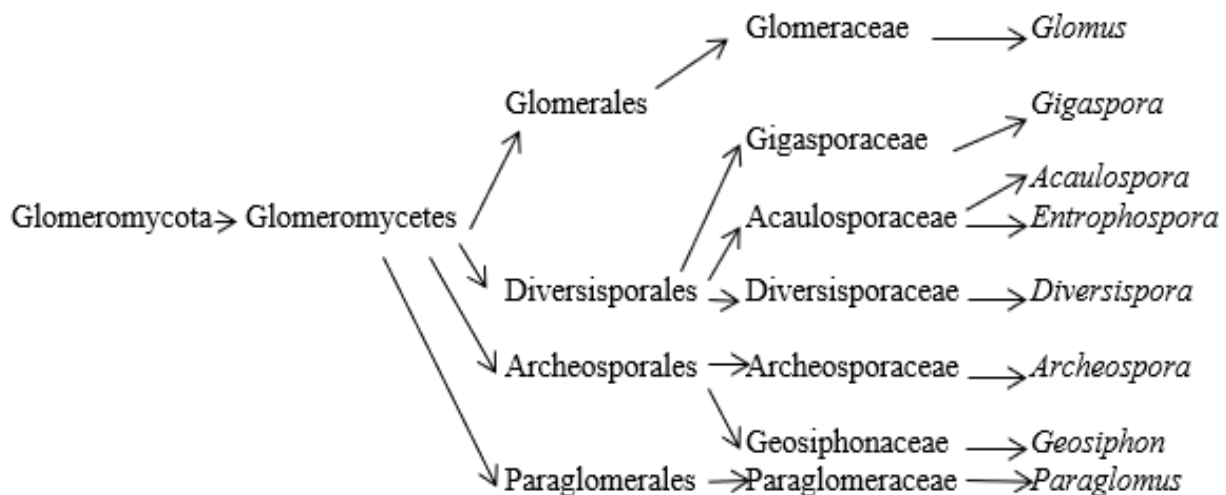 Glomeraceae Glomus
Glomerales Gigaspora
Gigasporaceae
Acaulospora
Glomeromycota Glomeromycetes Acaulosporaceae Entrophospora
Diversisporales Diversisporaceae Diversispora
Archeosporales Archeosporaceae Archeospora
Geosiphonaceae Geosiphon
Paraglomerales Paraglomeraceae Paraglomus